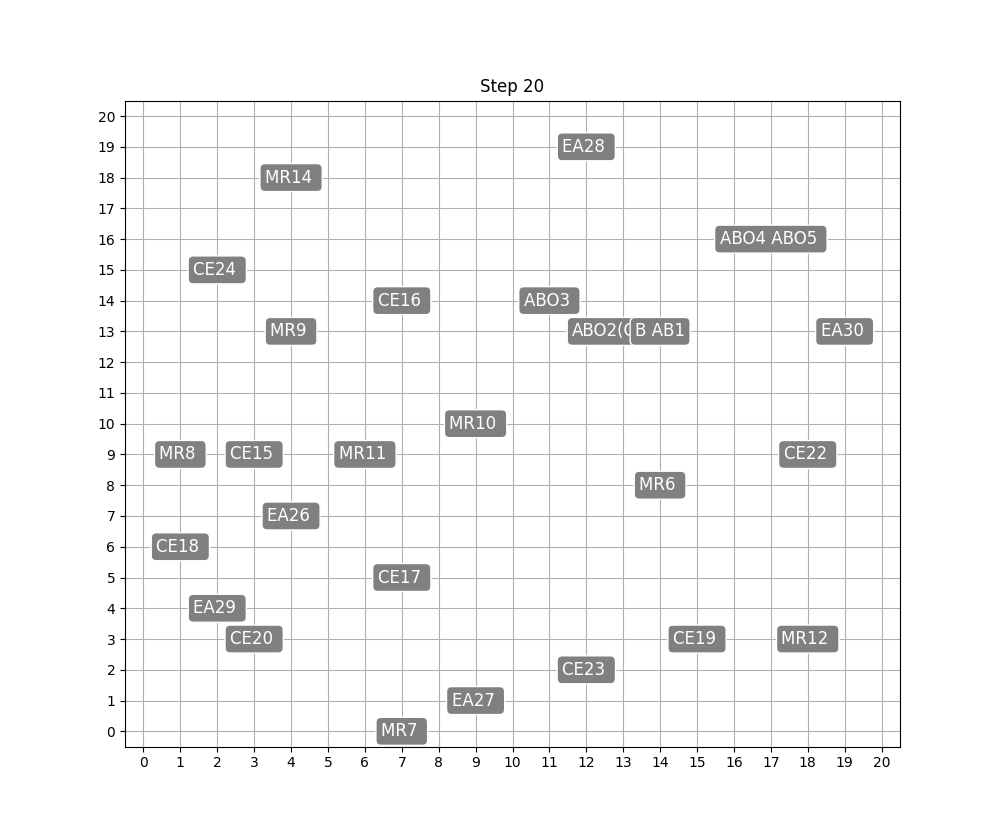 Step 20
20
19 EA28
18 MR14
17
16 ABO4 ABO5
15 CE24
14 CE16 ABO3
13 MR9 B AB1 EA30
12
11
10 MR10
9 MR8 CE15 MR11 CE22
8 MR6
7 EA26
6 CE18
5 CE17
4 EA29
3 CE20 CE19 MR12
2 CE23
1 EA27
0 MR7
0 1 2 3 4 5 6 7 8 9 10 11 12 13 14 15 16 17 18 19 20